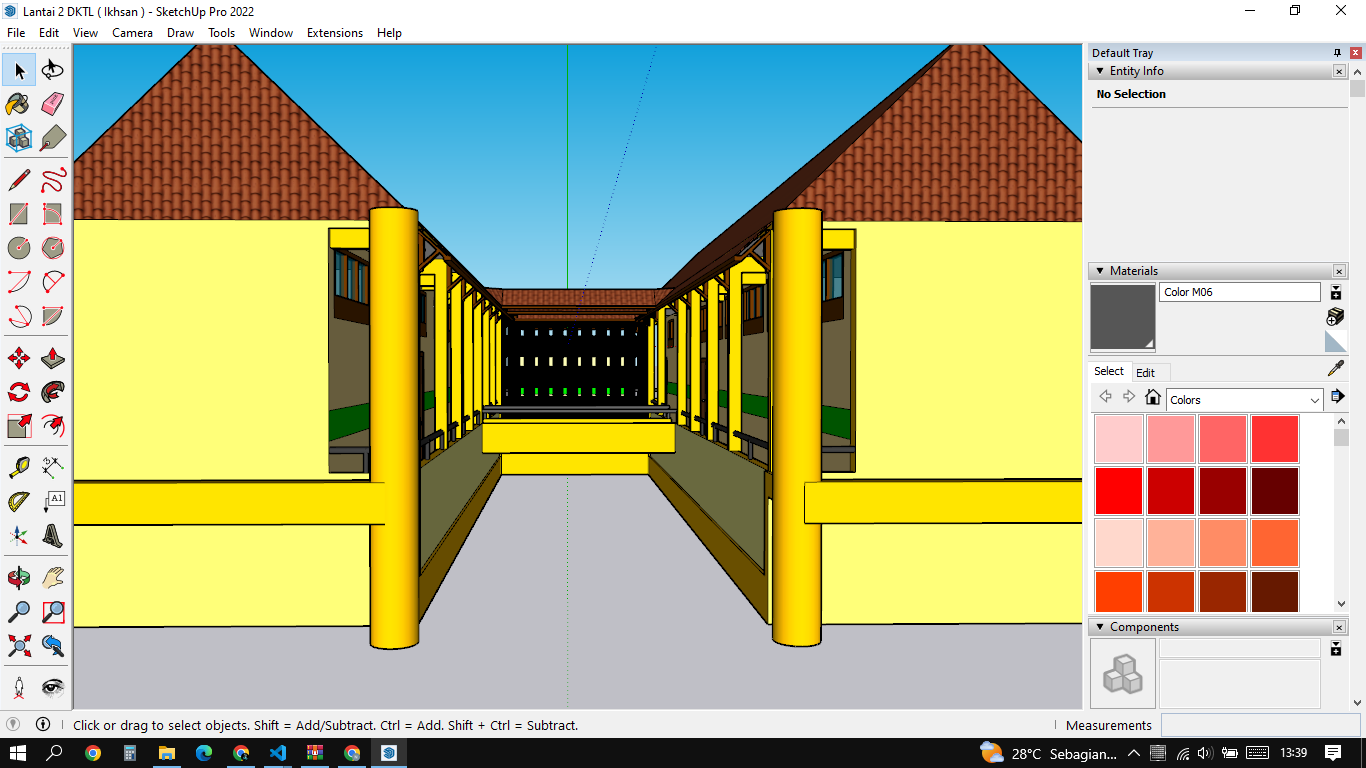 Lantai 2 DKTL ( Ikhsan ) - SketchUp Pro 2022
File Edit View Camera Draw Tools Window Extensions Help
Default Tray
Entity Info
No Selection
Materials
Color M06
Select Edit
Colors
A1
Components
Click or drag to select objects. Shift = Add/Subtract. Ctrl = Add. Shift + Ctrl = Subtract.
Measurements
28°C Sebagian...
13:39